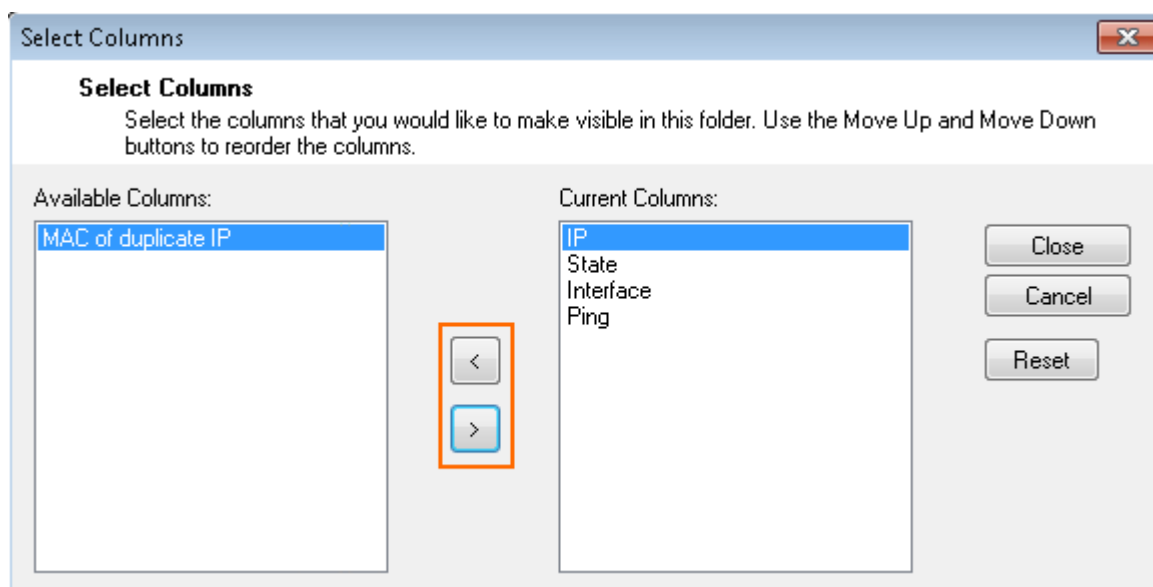 Select Columns
Select Columns
Select the columns that you would like to make visible in this folder. Use the Move Up and Move Down
buttons to reorder the columns.
Available Columns:
MAC of duplicate IP
<
>
Current Columns:
IP
State
Interface
Ping
Close
Cancel
Reset